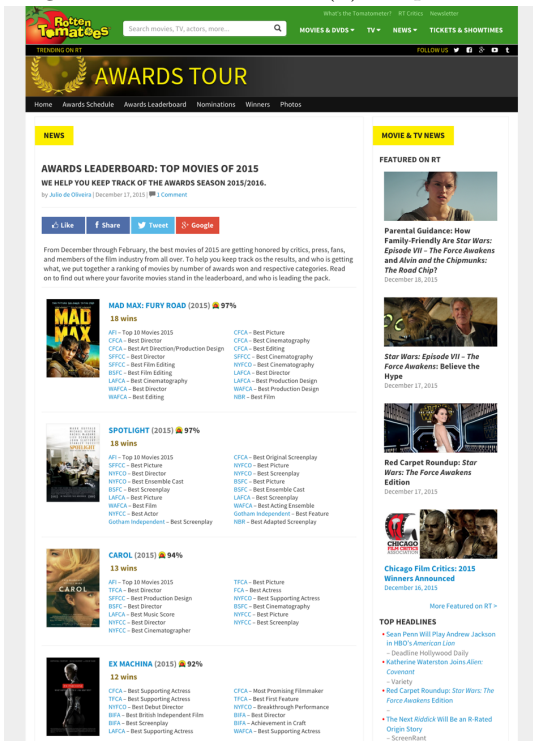 What's the Tomatometer? RT Critics Newsletter
Rotten Tomatoes
Search movies, TV, actors, more...
MOVIES & DVDS TV NEWS TICKETS & SHOWTIMES
TRENDING ON RT
FOLLOW US
AWARDS TOUR
Home Awards Schedule Awards Leaderboard Nominations Winners Photos
NEWS
AWARDS LEADERBOARD: TOP MOVIES OF 2015
WE HELP YOU KEEP TRACK OF THE AWARDS SEASON 2015/2016.
by Julio de Oliveira | December 17, 2015 | 1 Comment
Like Share Tweet Google
From December through February, the best movies of 2015 are getting honored by critics, press, fans,
and members of the film industry from all over. To help you keep track os the results, and who is getting
what, we put together a ranking of movies by number of awards won and respective categories. Read
on to find out where your favorite movies stand in the leaderboard, and who is leading the pack.
MAD MAX
MAD MAX: FURY ROAD (2015) 97%
18 wins
AFI – Top 10 Movies 2015
CFCA – Best Director
CFCA – Best Art Direction/Production Design
SFFCC – Best Director
SFFCC – Best Film Editing
BSFC – Best Film Editing
LAFCA – Best Cinematography
WAFCA – Best Director
WAFCA – Best Editing
CFCA – Best Picture
CFCA – Best Cinematography
CFCA – Best Editing
SFFCC – Best Cinematography
NYFCO – Best Cinematography
LAFCA – Best Director
LAFCA – Best Production Design
WAFCA – Best Production Design
NBR – Best Film
SPOTLIGHT
SPOTLIGHT (2015) 97%
18 wins
AFI – Top 10 Movies 2015
SFFCC – Best Picture
NYFCO – Best Director
NYFCO – Best Ensemble Cast
BSFC – Best Screenplay
LAFCA – Best Picture
WAFCA – Best Film
NYFCC – Best Actor
Gotham Independent – Best Screenplay
CFCA – Best Original Screenplay
NYFCO – Best Picture
NYFCO – Best Screenplay
BSFC – Best Picture
BSFC – Best Ensemble Cast
LAFCA – Best Screenplay
WAFCA – Best Acting Ensemble
Gotham Independent – Best Feature
NBR – Best Adapted Screenplay
CAROL
CAROL (2015) 94%
13 wins
AFI – Top 10 Movies 2015
TFCA – Best Director
SFFCC – Best Production Design
BSFC – Best Director
LAFCA – Best Music Score
NYFCC – Best Director
NYFCC – Best Cinematographer
TFCA – Best Picture
FCA – Best Actress
NYFCO – Best Supporting Actress
BSFC – Best Cinematography
NYFCC – Best Picture
NYFCC – Best Screenplay
EX MACHINA (2015) 92%
12 wins
CFCA – Best Supporting Actress
TFCA – Best Supporting Actress
NYFCO – Best Debut Director
BIFA – Best British Independent Film
BIFA – Best Screenplay
LAFCA – Best Supporting Actress
CFCA – Most Promising Filmmaker
TFCA – Best First Feature
NYFCO – Breakthrough Performance
BIFA – Best Director
BIFA – Achievement in Craft
WAFCA – Best Supporting Actress
MOVIE & TV NEWS
FEATURED ON RT
Parental Guidance: How
Family-Friendly Are Star Wars:
Episode VII – The Force Awakens
and Alvin and the Chipmunks:
The Road Chip?
December 18, 2015
Star Wars: Episode VII – The
Force Awakens: Believe the
Hype
December 17, 2015
Red Carpet Roundup: Star
Wars: The Force Awakens
Edition
December 17, 2015
CHICAGO
FILM CRITICS
ASSOCIATION
Chicago Film Critics: 2015
Winners Announced
December 16, 2015
More Featured on RT >
TOP HEADLINES
• Sean Penn Will Play Andrew Jackson
in HBO's American Lion
– Deadline Hollywood Daily
• Katherine Waterston Joins Alien:
Covenant
– Variety
• Red Carpet Roundup: Star Wars: The
Force Awakens Edition
–
• The Next Riddick Will Be an R-Rated
Origin Story
– ScreenRant